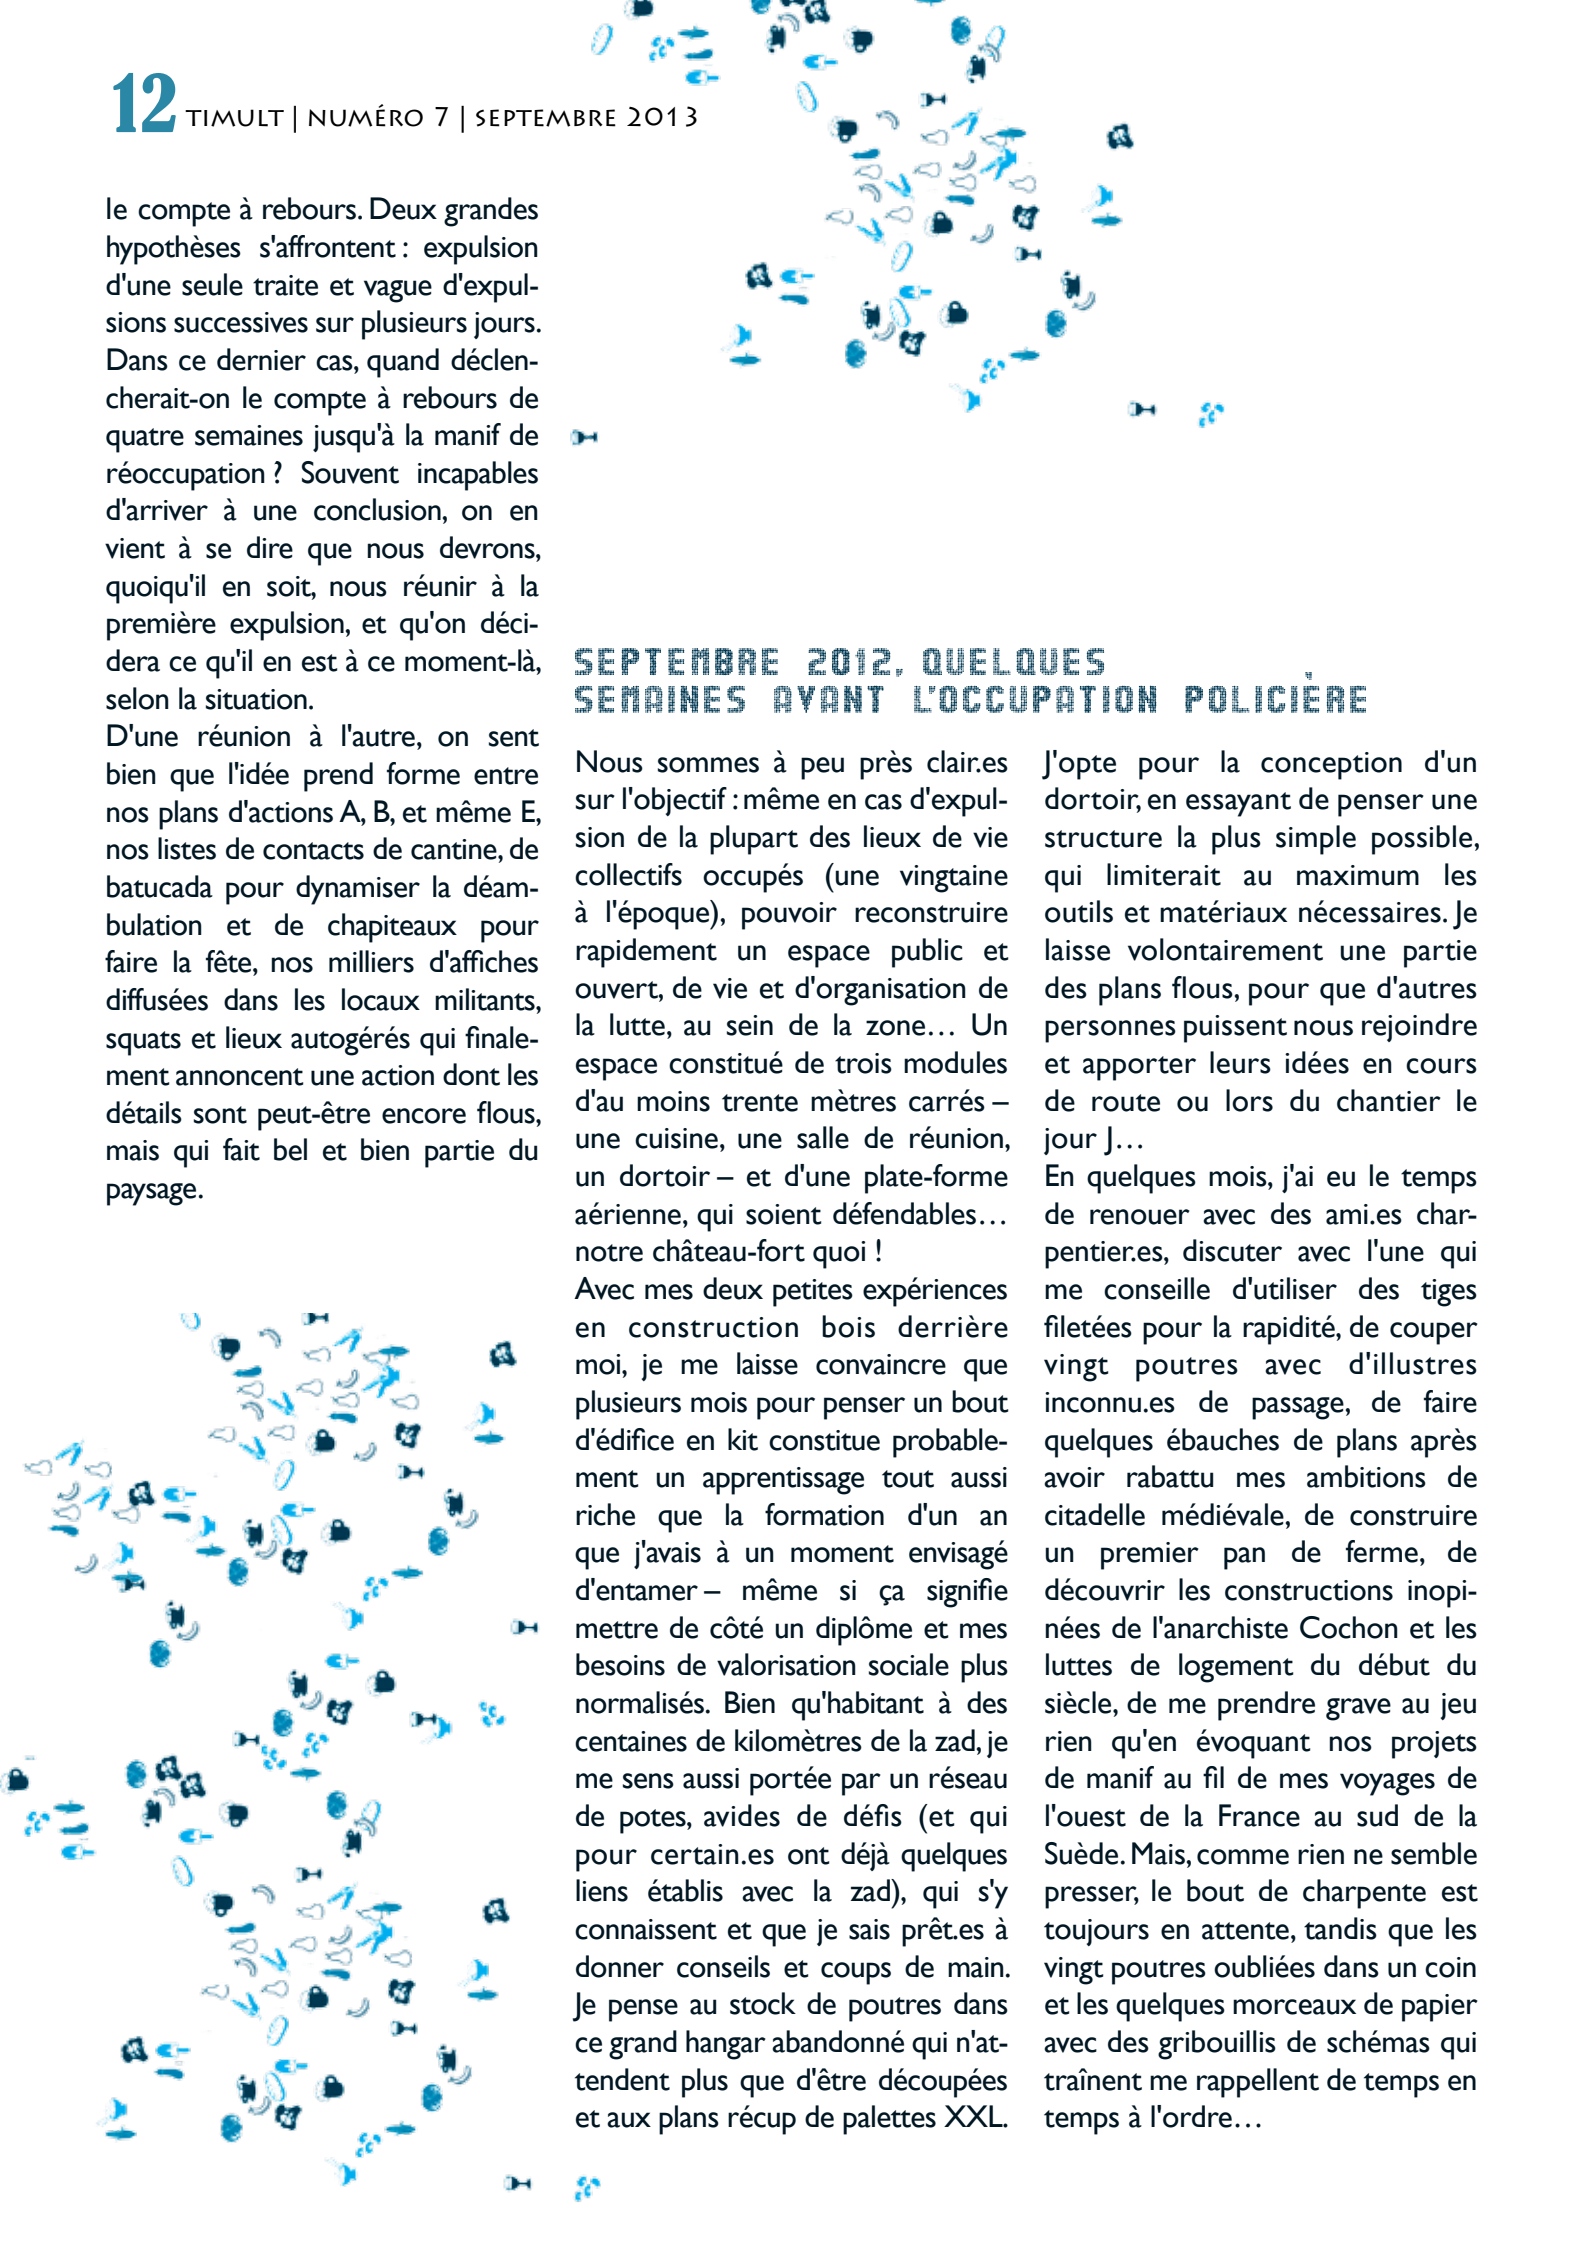 12 TIMULT | NUMÉRO 7 | SEPTEMBRE 2013
le compte à rebours. Deux grandes
hypothèses s'affrontent : expulsion
d'une seule traite et vague d'expul-
sions successives sur plusieurs jours.
Dans ce dernier cas, quand déclen-
cherait-on le compte à rebours de
quatre semaines jusqu'à la manif de
réoccupation ? Souvent incapables
d'arriver à une conclusion, on en
vient à se dire que nous devrons,
quoiqu'il en soit, nous réunir à la
première expulsion, et qu'on déci-
dera ce qu'il en est à ce moment-là,
selon la situation.
D'une réunion à l'autre, on sent
bien que l'idée prend forme entre
nos plans d'actions A, B, et même E,
nos listes de contacts de cantine, de
batucada pour dynamiser la déam-
bulation et de chapiteaux pour
faire la fête, nos milliers d'affiches
diffusées dans les locaux militants,
squats et lieux autogérés qui finale-
ment annoncent une action dont les
détails sont peut-être encore flous,
mais qui fait bel et bien partie du
paysage.
SEPTEMBRE 2012, QUELQUES
SEMAINES AVANT L'OCCUPATION POLICIÈRE
Nous sommes à peu près clair.es
sur l'objectif : même en cas d'expul-
sion de la plupart des lieux de vie
collectifs occupés (une vingtaine
à l'époque), pouvoir reconstruire
rapidement un espace public et
ouvert, de vie et d'organisation de
la lutte, au sein de la zone… Un
espace constitué de trois modules
d'au moins trente mètres carrés –
une cuisine, une salle de réunion,
un dortoir – et d'une plate-forme
aérienne, qui soient défendables…
notre château-fort quoi !
Avec mes deux petites expériences
en construction bois derrière
moi, je me laisse convaincre que
plusieurs mois pour penser un bout
d'édifice en kit constitue probable-
ment un apprentissage tout aussi
riche que la formation d'un an
que j'avais à un moment envisagé
d'entamer – même si ça signifie
mettre de côté un diplôme et mes
besoins de valorisation sociale plus
normalisés. Bien qu'habitant à des
centaines de kilomètres de la zad, je
me sens aussi portée par un réseau
de potes, avides de défis (et qui
pour certain.es ont déjà quelques
liens établis avec la zad), qui s'y
connaissent et que je sais prêt.es à
donner conseils et coups de main.
Je pense au stock de poutres dans
ce grand hangar abandonné qui n'at-
tendent plus que d'être découpées
et aux plans récup de palettes XXL.
J'opte pour la conception d'un
dortoir, en essayant de penser une
structure la plus simple possible,
qui limiterait au maximum les
outils et matériaux nécessaires. Je
laisse volontairement une partie
des plans flous, pour que d'autres
personnes puissent nous rejoindre
et apporter leurs idées en cours
de route ou lors du chantier le
jour J…
En quelques mois, j'ai eu le temps
de renouer avec des ami.es char-
pentier.es, discuter avec l'une qui
me conseille d'utiliser des tiges
filetées pour la rapidité, de couper
vingt poutres avec d'illustres
inconnu.es de passage, de faire
quelques ébauches de plans après
avoir rabattu mes ambitions de
citadelle médiévale, de construire
un premier pan de ferme, de
découvrir les constructions inopi-
nées de l'anarchiste Cochon et les
luttes de logement du début du
siècle, de me prendre grave au jeu
rien qu'en évoquant nos projets
de manif au fil de mes voyages de
l'ouest de la France au sud de la
Suède. Mais, comme rien ne semble
presser, le bout de charpente est
toujours en attente, tandis que les
vingt poutres oubliées dans un coin
et les quelques morceaux de papier
avec des gribouillis de schémas qui
traînent me rappellent de temps en
temps à l'ordre…